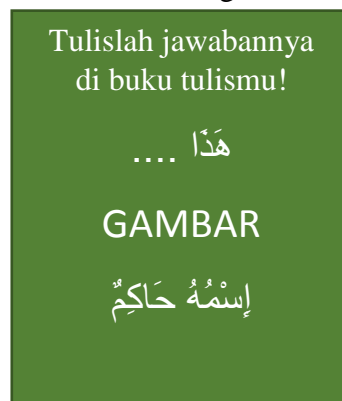 Tulislah jawabannya
di buku tulismu!
هَذَا ....
GAMBAR
إِسْمُهُ حَاكِمٌ